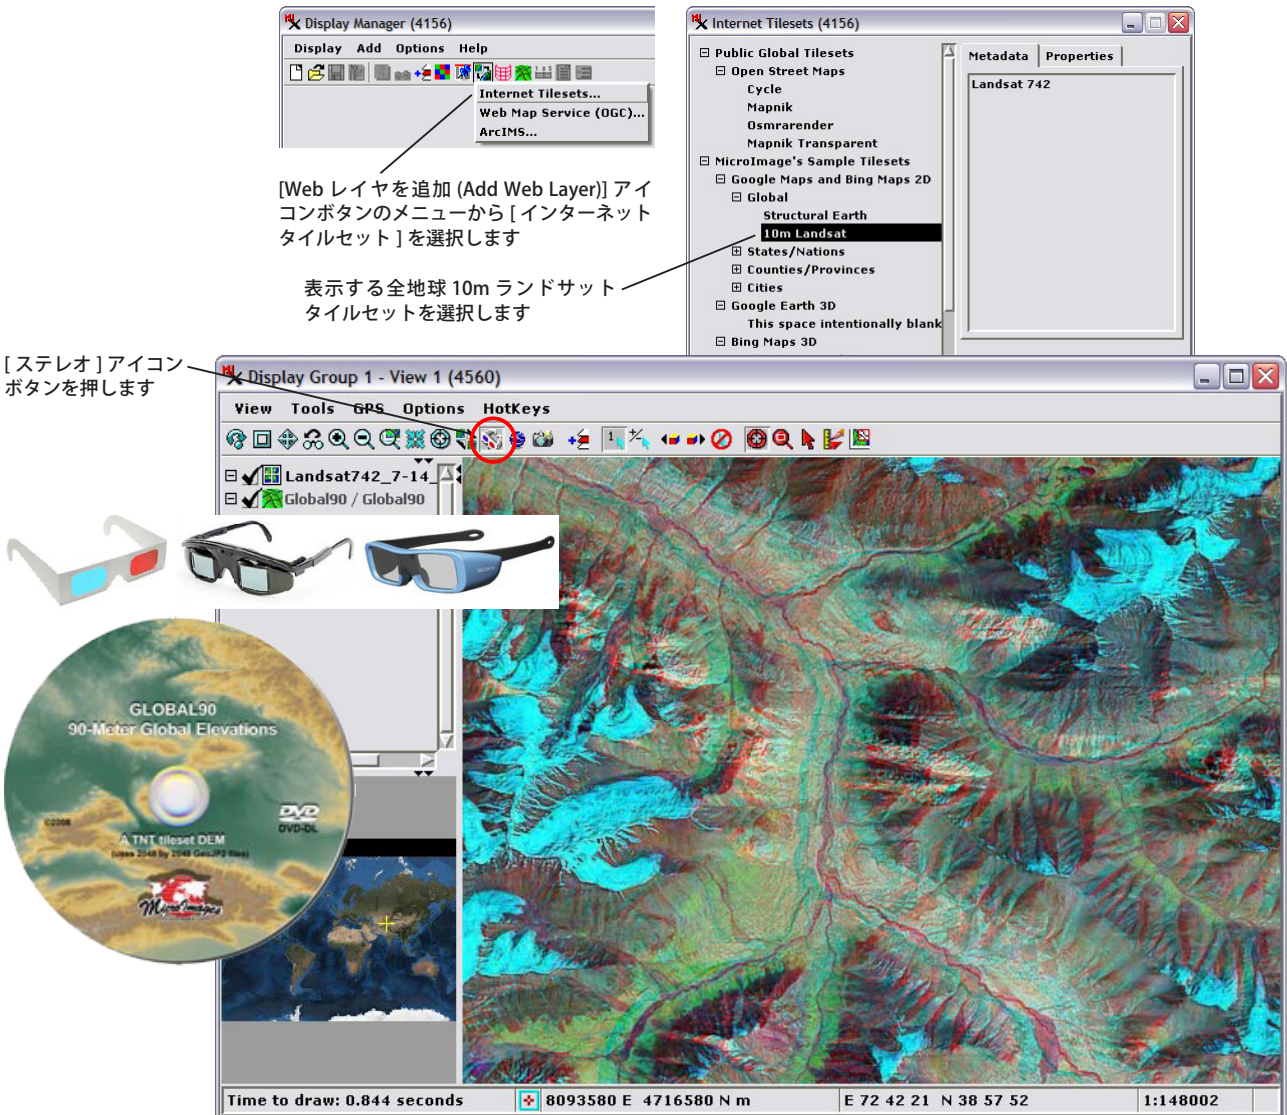 Display Manager (4156)
Display Add Options Help
Internet Tilesets...
Web Map Service (OGC)...
ArcIMS...
[Web レイヤを追加 (Add Web Layer)] アイ
コンボタンのメニューから [ インターネット
タイルセット ] を選択します
表示する全地球 10m ランドサット
タイルセットを選択します
Internet Tilesets (4156)
Public Global Tilesets
Open Street Maps
Cycle
Mapnik
Osmrarender
Mapnik Transparent
MicroImage's Sample Tilesets
Google Maps and Bing Maps 2D
Global
Structural Earth
10m Landsat
States/Nations
Counties/Provinces
Cities
Google Earth 3D
This space intentionally blank
Bing Maps 3D
Metadata Properties
Landsat 742
[ ステレオ ] アイコン
ボタンを押します
Display Group 1 - View 1 (4560)
View Tools GPS Options HotKeys
Landsat742_7-14_
Global90 / Global90
SONY
GLOBAL90
90-Meter Global Elevations
©2008
DVD
DVD-DL
A TNT tileset DEM
(uses 2048 by 2048 GeoJP2 files)
MicroImages
Time to draw: 0.844 seconds
8093580 E 4716580 N m
E 72 42 21 N 38 57 52
1:148002